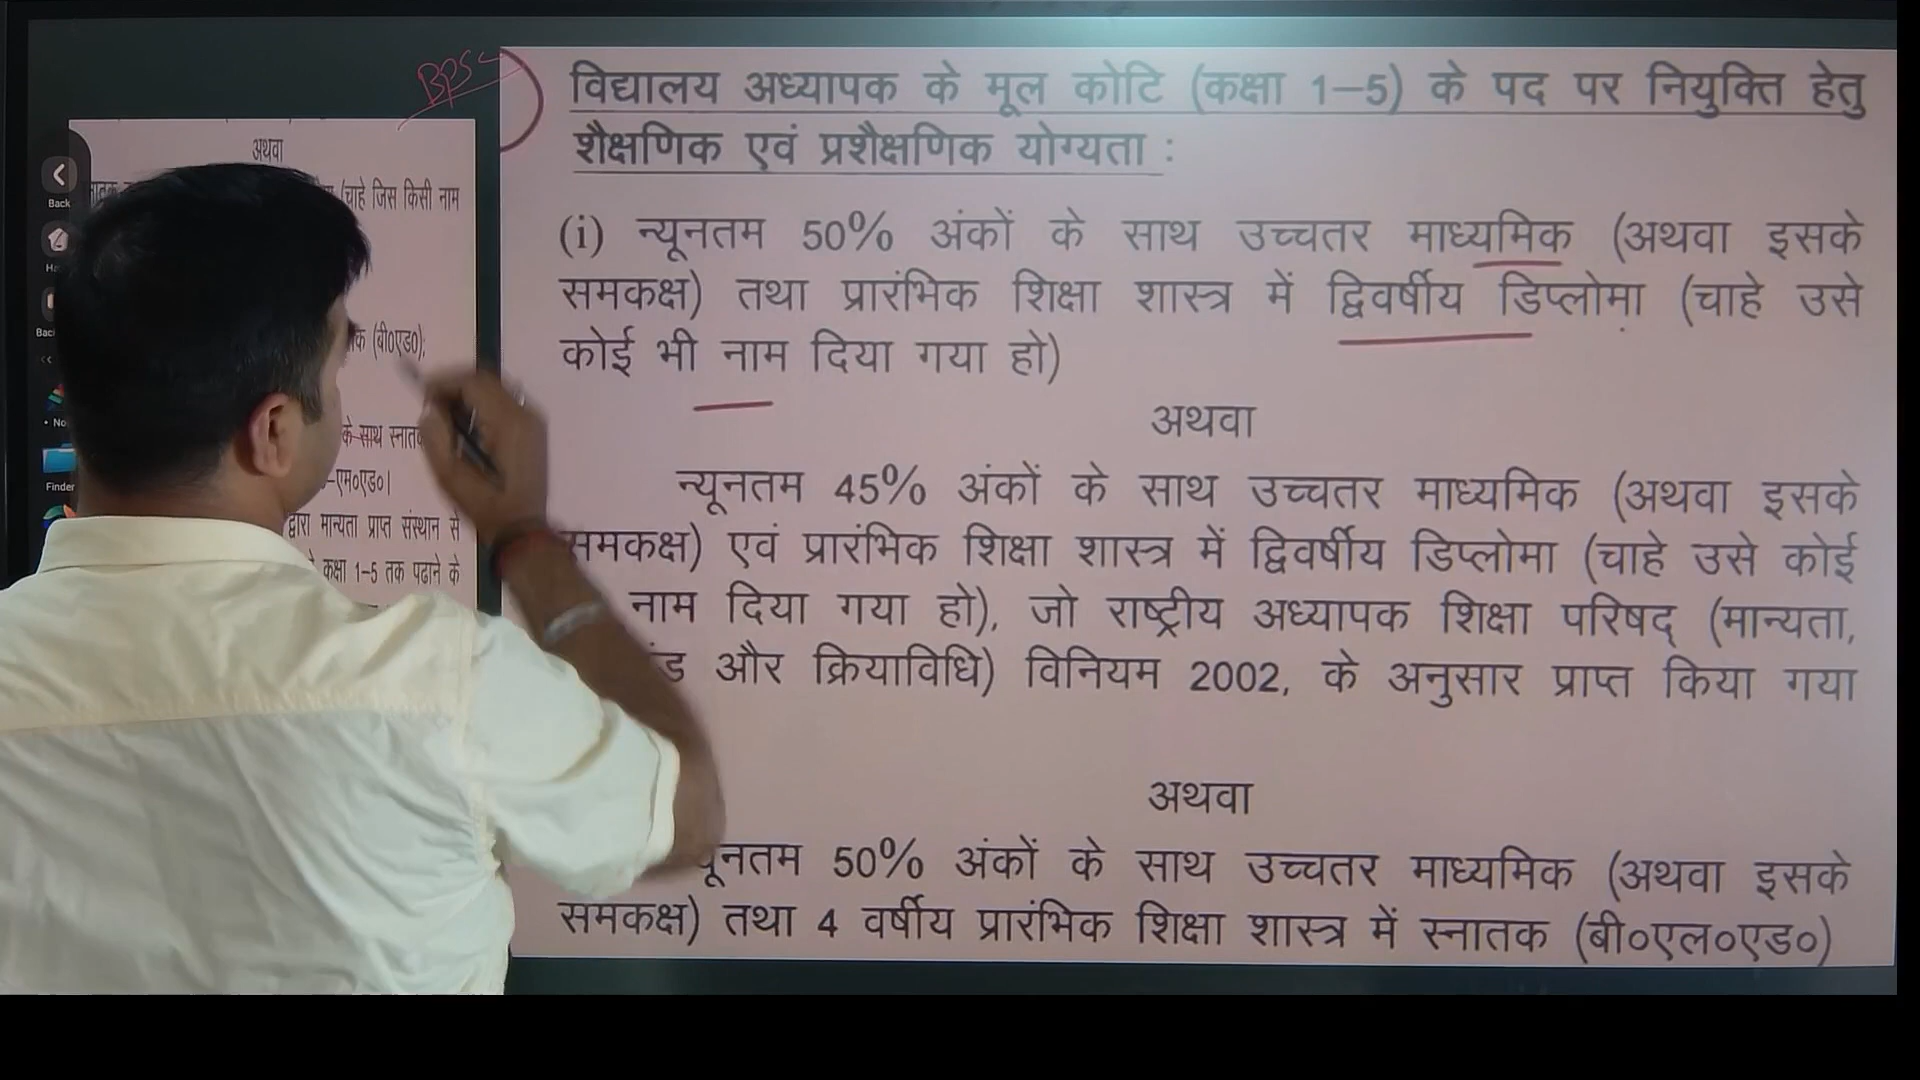 BPSC
अथवा
(चाहे जिस किसी नाम
(बी०एड०);
के साथ
–एम०एड०।
द्वारा मान्यता प्राप्त संस्थान से
कक्षा 1–5 तक पढाने के
Back
Finder
विद्यालय अध्यापक के मूल कोटि (कक्षा 1–5) के पद पर नियुक्ति हेतु
शैक्षणिक एवं प्रशैक्षणिक योग्यता :
(i) न्यूनतम 50% अंकों के साथ उच्चतर माध्यमिक (अथवा इसके
समकक्ष) तथा प्रारंभिक शिक्षा शास्त्र में द्विवर्षीय डिप्लोमा (चाहे उसे
कोई भी नाम दिया गया हो)
अथवा
न्यूनतम 45% अंकों के साथ उच्चतर माध्यमिक (अथवा इसके
समकक्ष) एवं प्रारंभिक शिक्षा शास्त्र में द्विवर्षीय डिप्लोमा (चाहे उसे कोई
नाम दिया गया हो), जो राष्ट्रीय अध्यापक शिक्षा परिषद् (मान्यता,
और क्रियाविधि) विनियम 2002, के अनुसार प्राप्त किया गया
अथवा
न्यूनतम 50% अंकों के साथ उच्चतर माध्यमिक (अथवा इसके
समकक्ष) तथा 4 वर्षीय प्रारंभिक शिक्षा शास्त्र में स्नातक (बी०एल०एड०)